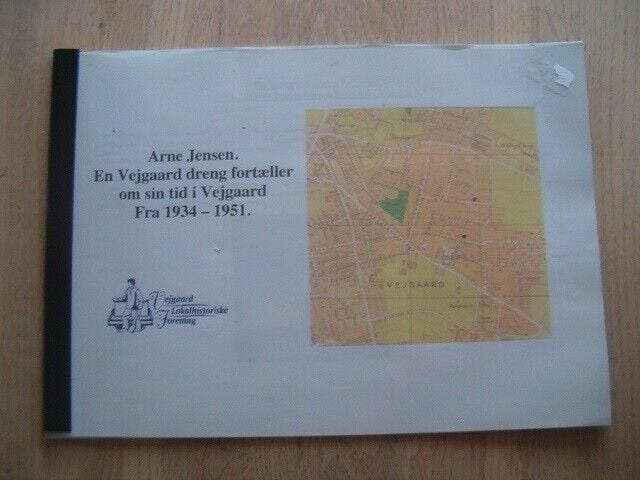 Arne Jensen.
En Vejgaard dreng fortæller
om sin tid i Vejgaard
Fra 1934 – 1951.
Vejgaard
Lokalhistoriske
Forening
VEJGAARD